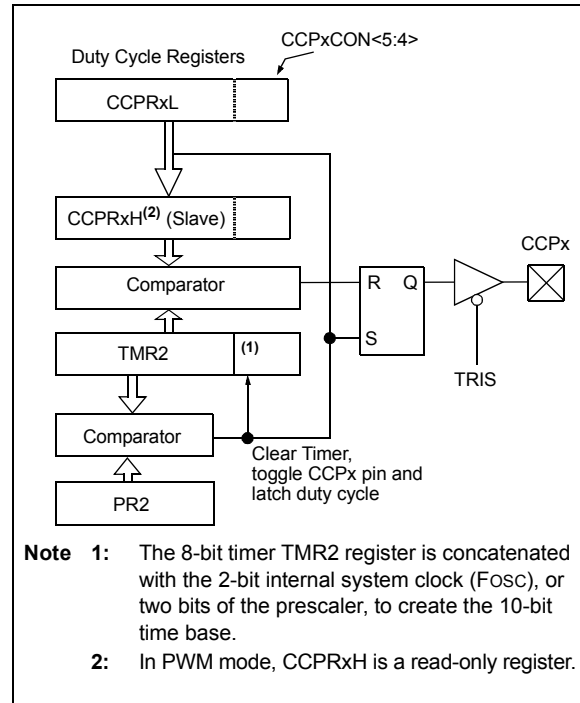 CCPxCON<5:4>
Duty Cycle Registers
CCPRxL
CCPRxH(2) (Slave)
CCPx
Comparator
R Q
TMR2 (1)
S
TRIS
Comparator
Clear Timer,
toggle CCPx pin and
latch duty cycle
PR2
Note 1: The 8-bit timer TMR2 register is concatenated
with the 2-bit internal system clock (FOSC), or
two bits of the prescaler, to create the 10-bit
time base.
2: In PWM mode, CCPRxH is a read-only register.